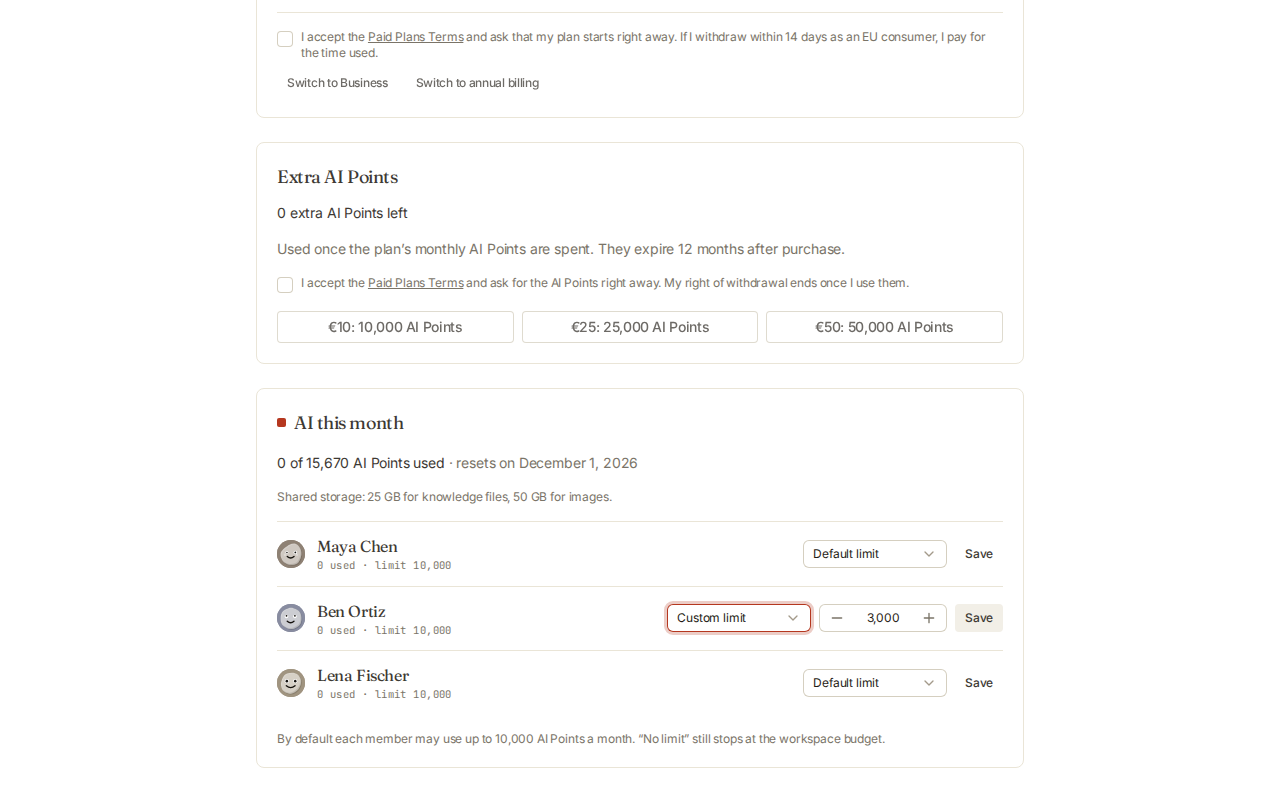 I accept the Paid Plans Terms and ask that my plan starts right away. If I withdraw within 14 days as an EU consumer, I pay for
the time used.
Switch to Business
Switch to annual billing
Extra AI Points
0 extra AI Points left
Used once the plan’s monthly AI Points are spent. They expire 12 months after purchase.
I accept the Paid Plans Terms and ask for the AI Points right away. My right of withdrawal ends once I use them.
€10: 10,000 AI Points
€25: 25,000 AI Points
€50: 50,000 AI Points
AI this month
0 of 15,670 AI Points used · resets on December 1, 2026
Shared storage: 25 GB for knowledge files, 50 GB for images.
Maya Chen
0 used · limit 10,000
Default limit
Save
Ben Ortiz
0 used · limit 10,000
Custom limit
3,000
Save
Lena Fischer
0 used · limit 10,000
Default limit
Save
By default each member may use up to 10,000 AI Points a month. “No limit” still stops at the workspace budget.